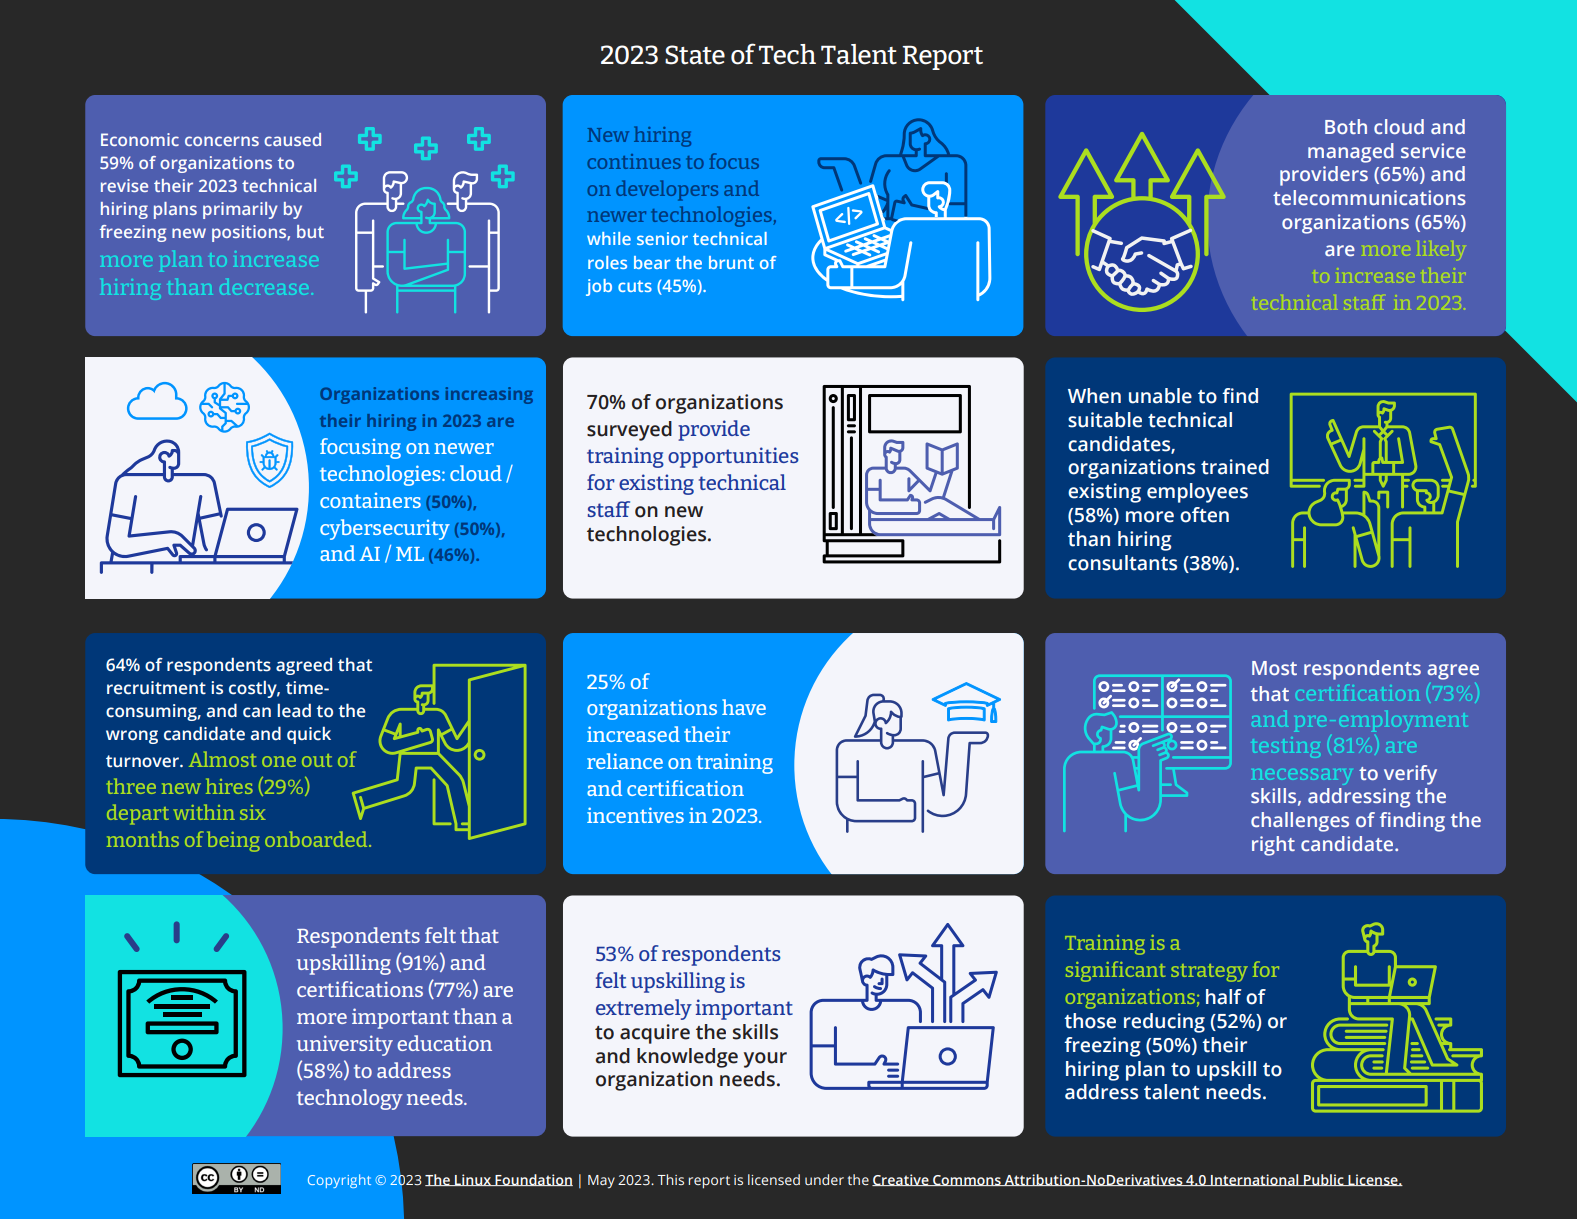 2023 State of Tech Talent Report
Economic concerns caused
59% of organizations to
revise their 2023 technical
hiring plans primarily by
freezing new positions, but
more plan to increase
hiring than decrease.
New hiring
continues to focus
on developers and
newer technologies,
while senior technical
roles bear the brunt of
job cuts (45%).
</>
Both cloud and
managed service
providers (65%) and
telecommunications
organizations (65%)
are more likely
to increase their
technical staff in 2023.
Organizations increasing
their hiring in 2023 are
focusing on newer
technologies: cloud /
containers (50%),
cybersecurity (50%),
and AI / ML (46%).
70% of organizations
surveyed provide
training opportunities
for existing technical
staff on new
technologies.
When unable to find
suitable technical
candidates,
organizations trained
existing employees
(58%) more often
than hiring
consultants (38%).
64% of respondents agreed that
recruitment is costly, time-
consuming, and can lead to the
wrong candidate and quick
turnover. Almost one out of
three new hires (29%)
depart within six
months of being onboarded.
25% of
organizations have
increased their
reliance on training
and certification
incentives in 2023.
Most respondents agree
that certification (73%)
and pre-employment
testing (81%) are
necessary to verify
skills, addressing the
challenges of finding the
right candidate.
Respondents felt that
upskilling (91%) and
certifications (77%) are
more important than a
university education
(58%) to address
technology needs.
53% of respondents
felt upskilling is
extremely important
to acquire the skills
and knowledge your
organization needs.
Training is a
significant strategy for
organizations; half of
those reducing (52%) or
freezing (50%) their
hiring plan to upskill to
address talent needs.
cc BY ND
Copyright © 2023 The Linux Foundation | May 2023. This report is licensed under the Creative Commons Attribution-NoDerivatives 4.0 International Public License.